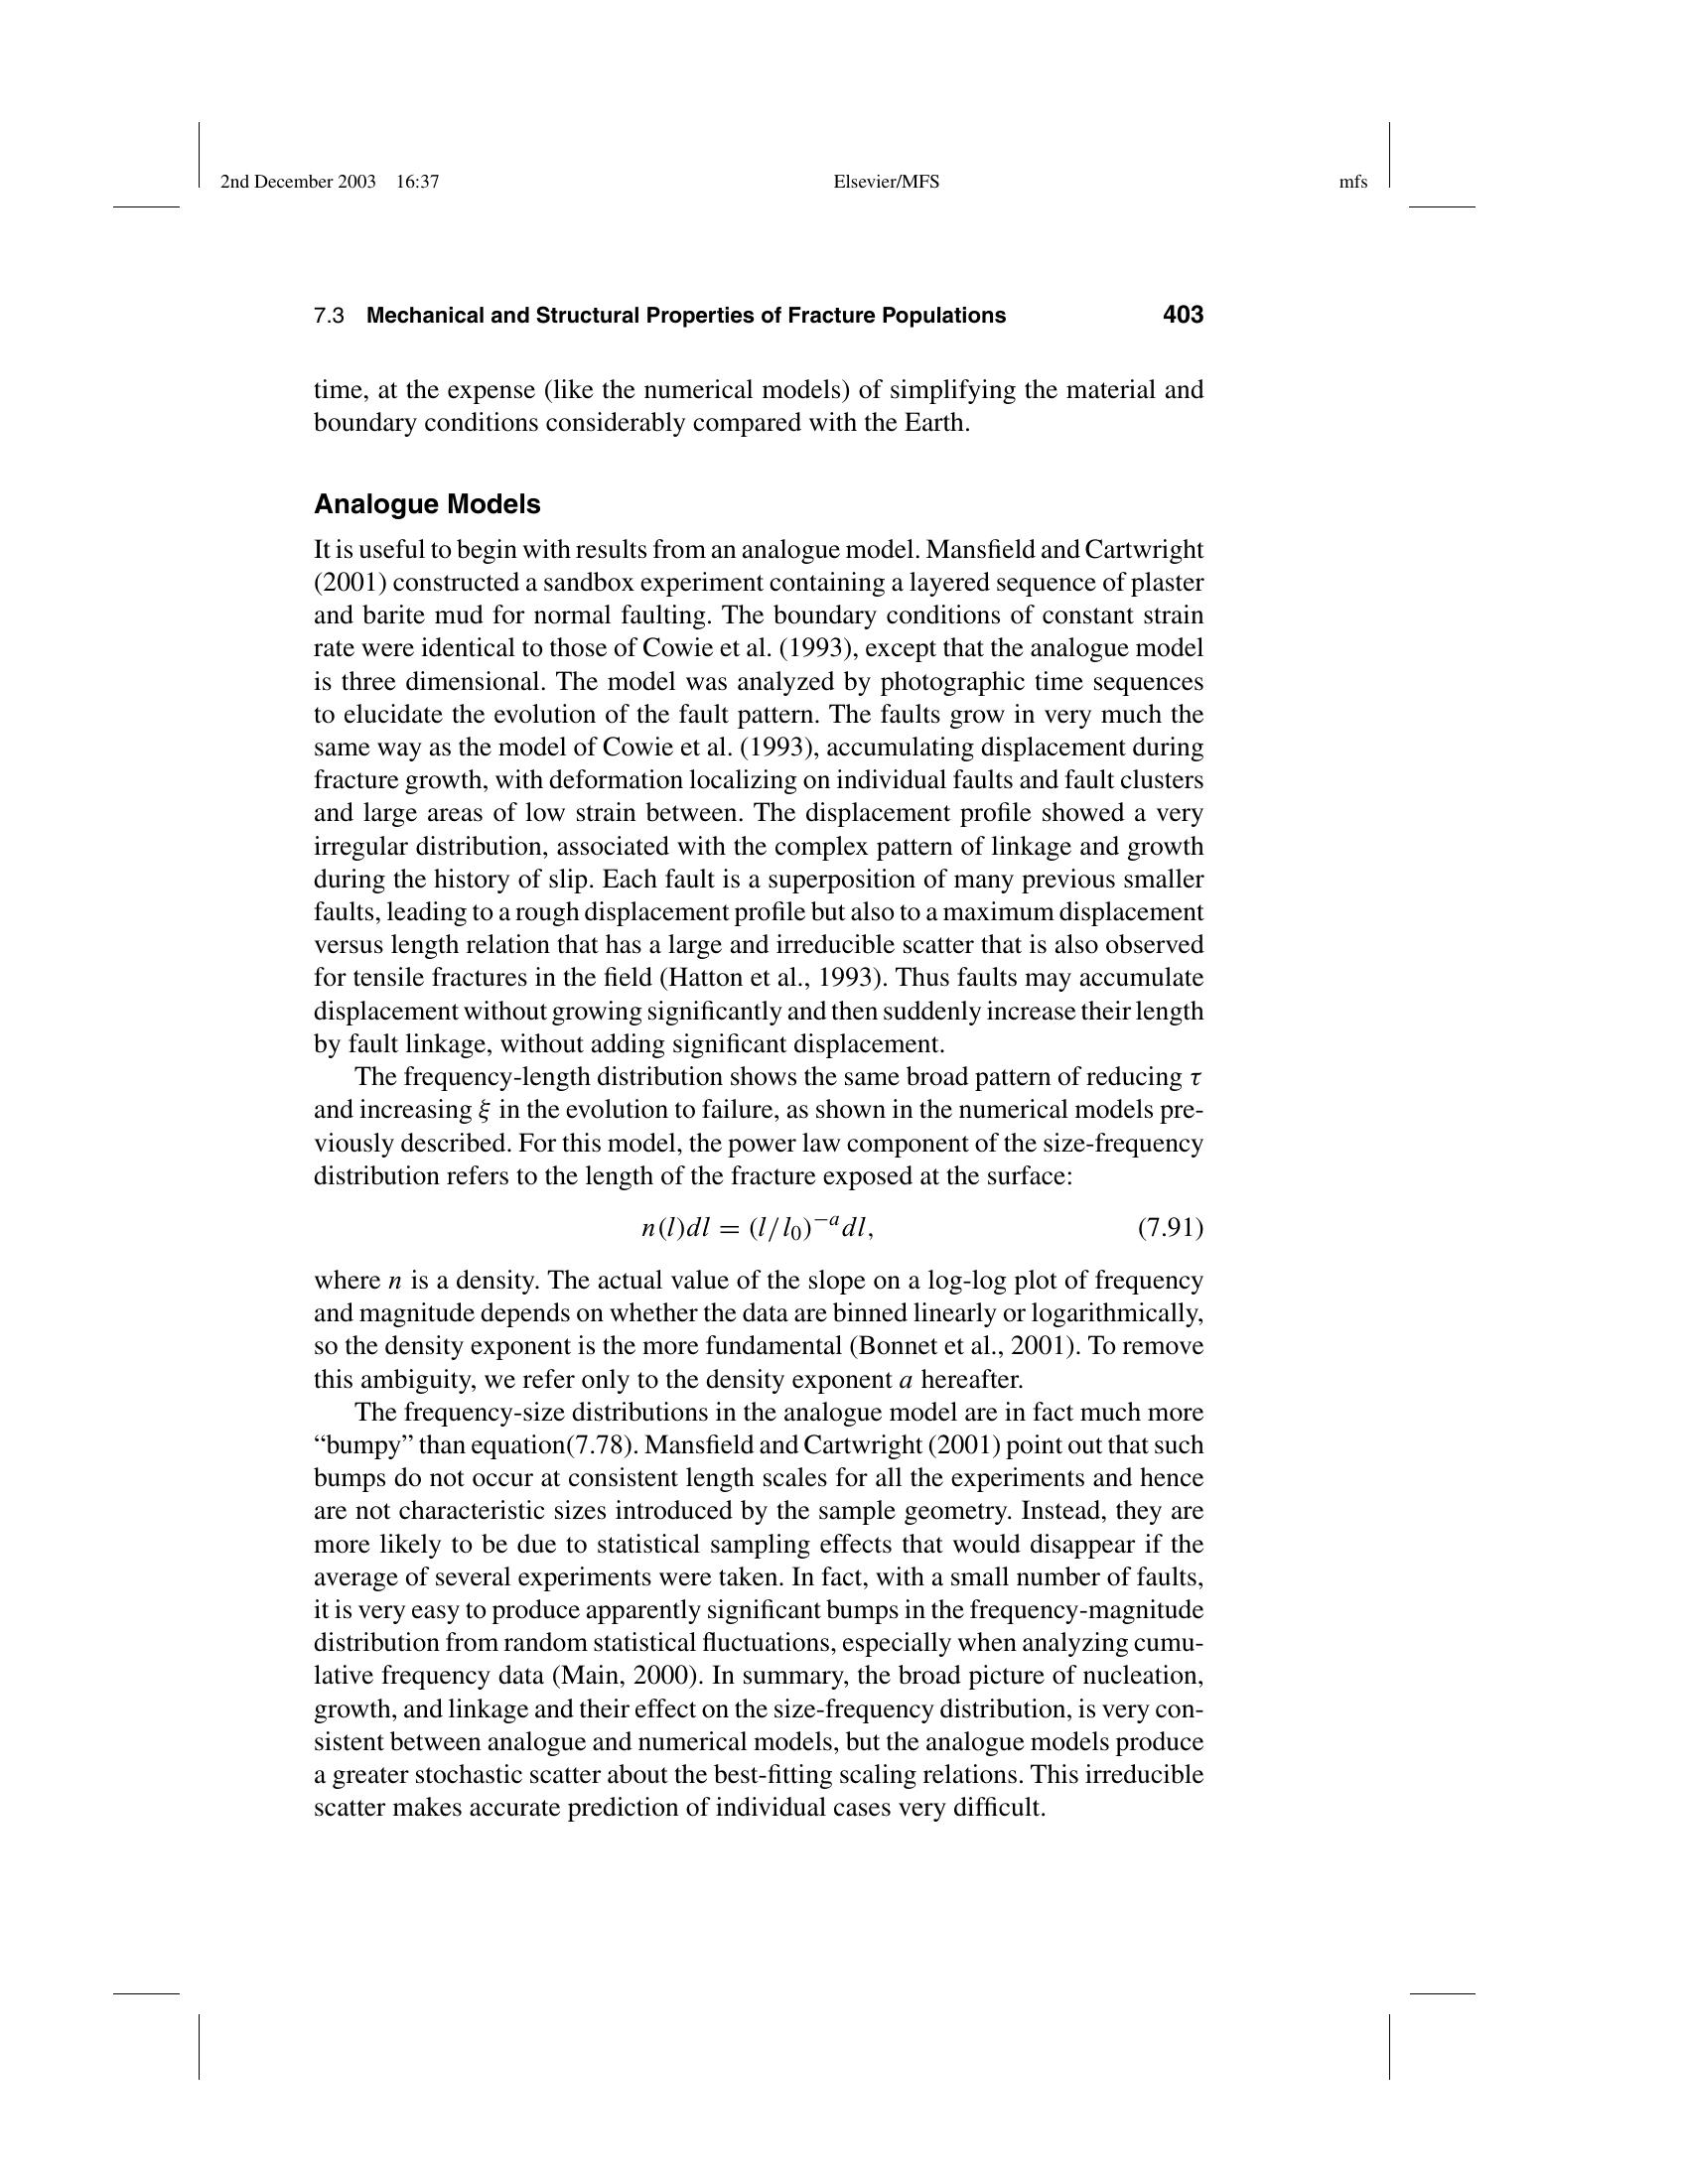 2nd December 2003 16:37 Elsevier/MFS mfs
7.3 Mechanical and Structural Properties of Fracture Populations 403
time, at the expense (like the numerical models) of simplifying the material and
boundary conditions considerably compared with the Earth.
Analogue Models
It is useful to begin with results from an analogue model. Mansfield and Cartwright
(2001) constructed a sandbox experiment containing a layered sequence of plaster
and barite mud for normal faulting. The boundary conditions of constant strain
rate were identical to those of Cowie et al. (1993), except that the analogue model
is three dimensional. The model was analyzed by photographic time sequences
to elucidate the evolution of the fault pattern. The faults grow in very much the
same way as the model of Cowie et al. (1993), accumulating displacement during
fracture growth, with deformation localizing on individual faults and fault clusters
and large areas of low strain between. The displacement profile showed a very
irregular distribution, associated with the complex pattern of linkage and growth
during the history of slip. Each fault is a superposition of many previous smaller
faults, leading to a rough displacement profile but also to a maximum displacement
versus length relation that has a large and irreducible scatter that is also observed
for tensile fractures in the field (Hatton et al., 1993). Thus faults may accumulate
displacement without growing significantly and then suddenly increase their length
by fault linkage, without adding significant displacement.
The frequency-length distribution shows the same broad pattern of reducing τ
and increasing ξ in the evolution to failure, as shown in the numerical models pre-
viously described. For this model, the power law component of the size-frequency
distribution refers to the length of the fracture exposed at the surface:
n(l)dl = (l/l₀)⁻ᵃdl, (7.91)
where n is a density. The actual value of the slope on a log-log plot of frequency
and magnitude depends on whether the data are binned linearly or logarithmically,
so the density exponent is the more fundamental (Bonnet et al., 2001). To remove
this ambiguity, we refer only to the density exponent a hereafter.
The frequency-size distributions in the analogue model are in fact much more
“bumpy” than equation(7.78). Mansfield and Cartwright (2001) point out that such
bumps do not occur at consistent length scales for all the experiments and hence
are not characteristic sizes introduced by the sample geometry. Instead, they are
more likely to be due to statistical sampling effects that would disappear if the
average of several experiments were taken. In fact, with a small number of faults,
it is very easy to produce apparently significant bumps in the frequency-magnitude
distribution from random statistical fluctuations, especially when analyzing cumu-
lative frequency data (Main, 2000). In summary, the broad picture of nucleation,
growth, and linkage and their effect on the size-frequency distribution, is very con-
sistent between analogue and numerical models, but the analogue models produce
a greater stochastic scatter about the best-fitting scaling relations. This irreducible
scatter makes accurate prediction of individual cases very difficult.